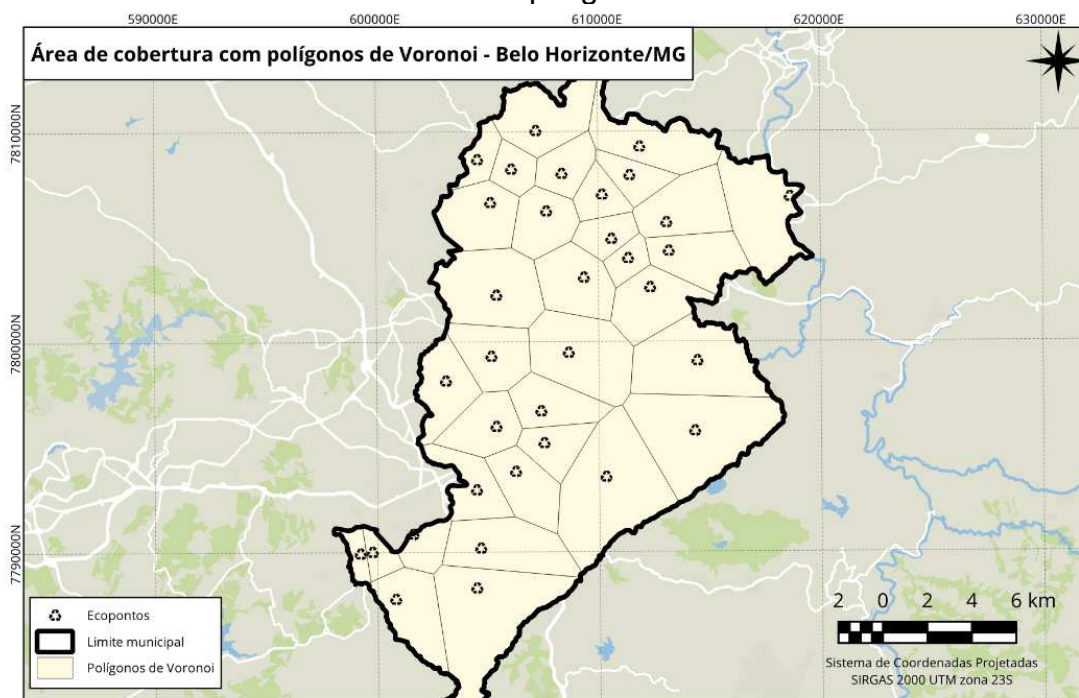 590000E 600000E 610000E 620000E 630000E
Área de cobertura com polígonos de Voronoi - Belo Horizonte/MG
7810000N
7800000N
7790000N
Ecopontos
Limite municipal
Polígonos de Voronoi
2 0 2 4 6 km
Sistema de Coordenadas Projetadas
SIRGAS 2000 UTM zona 23S